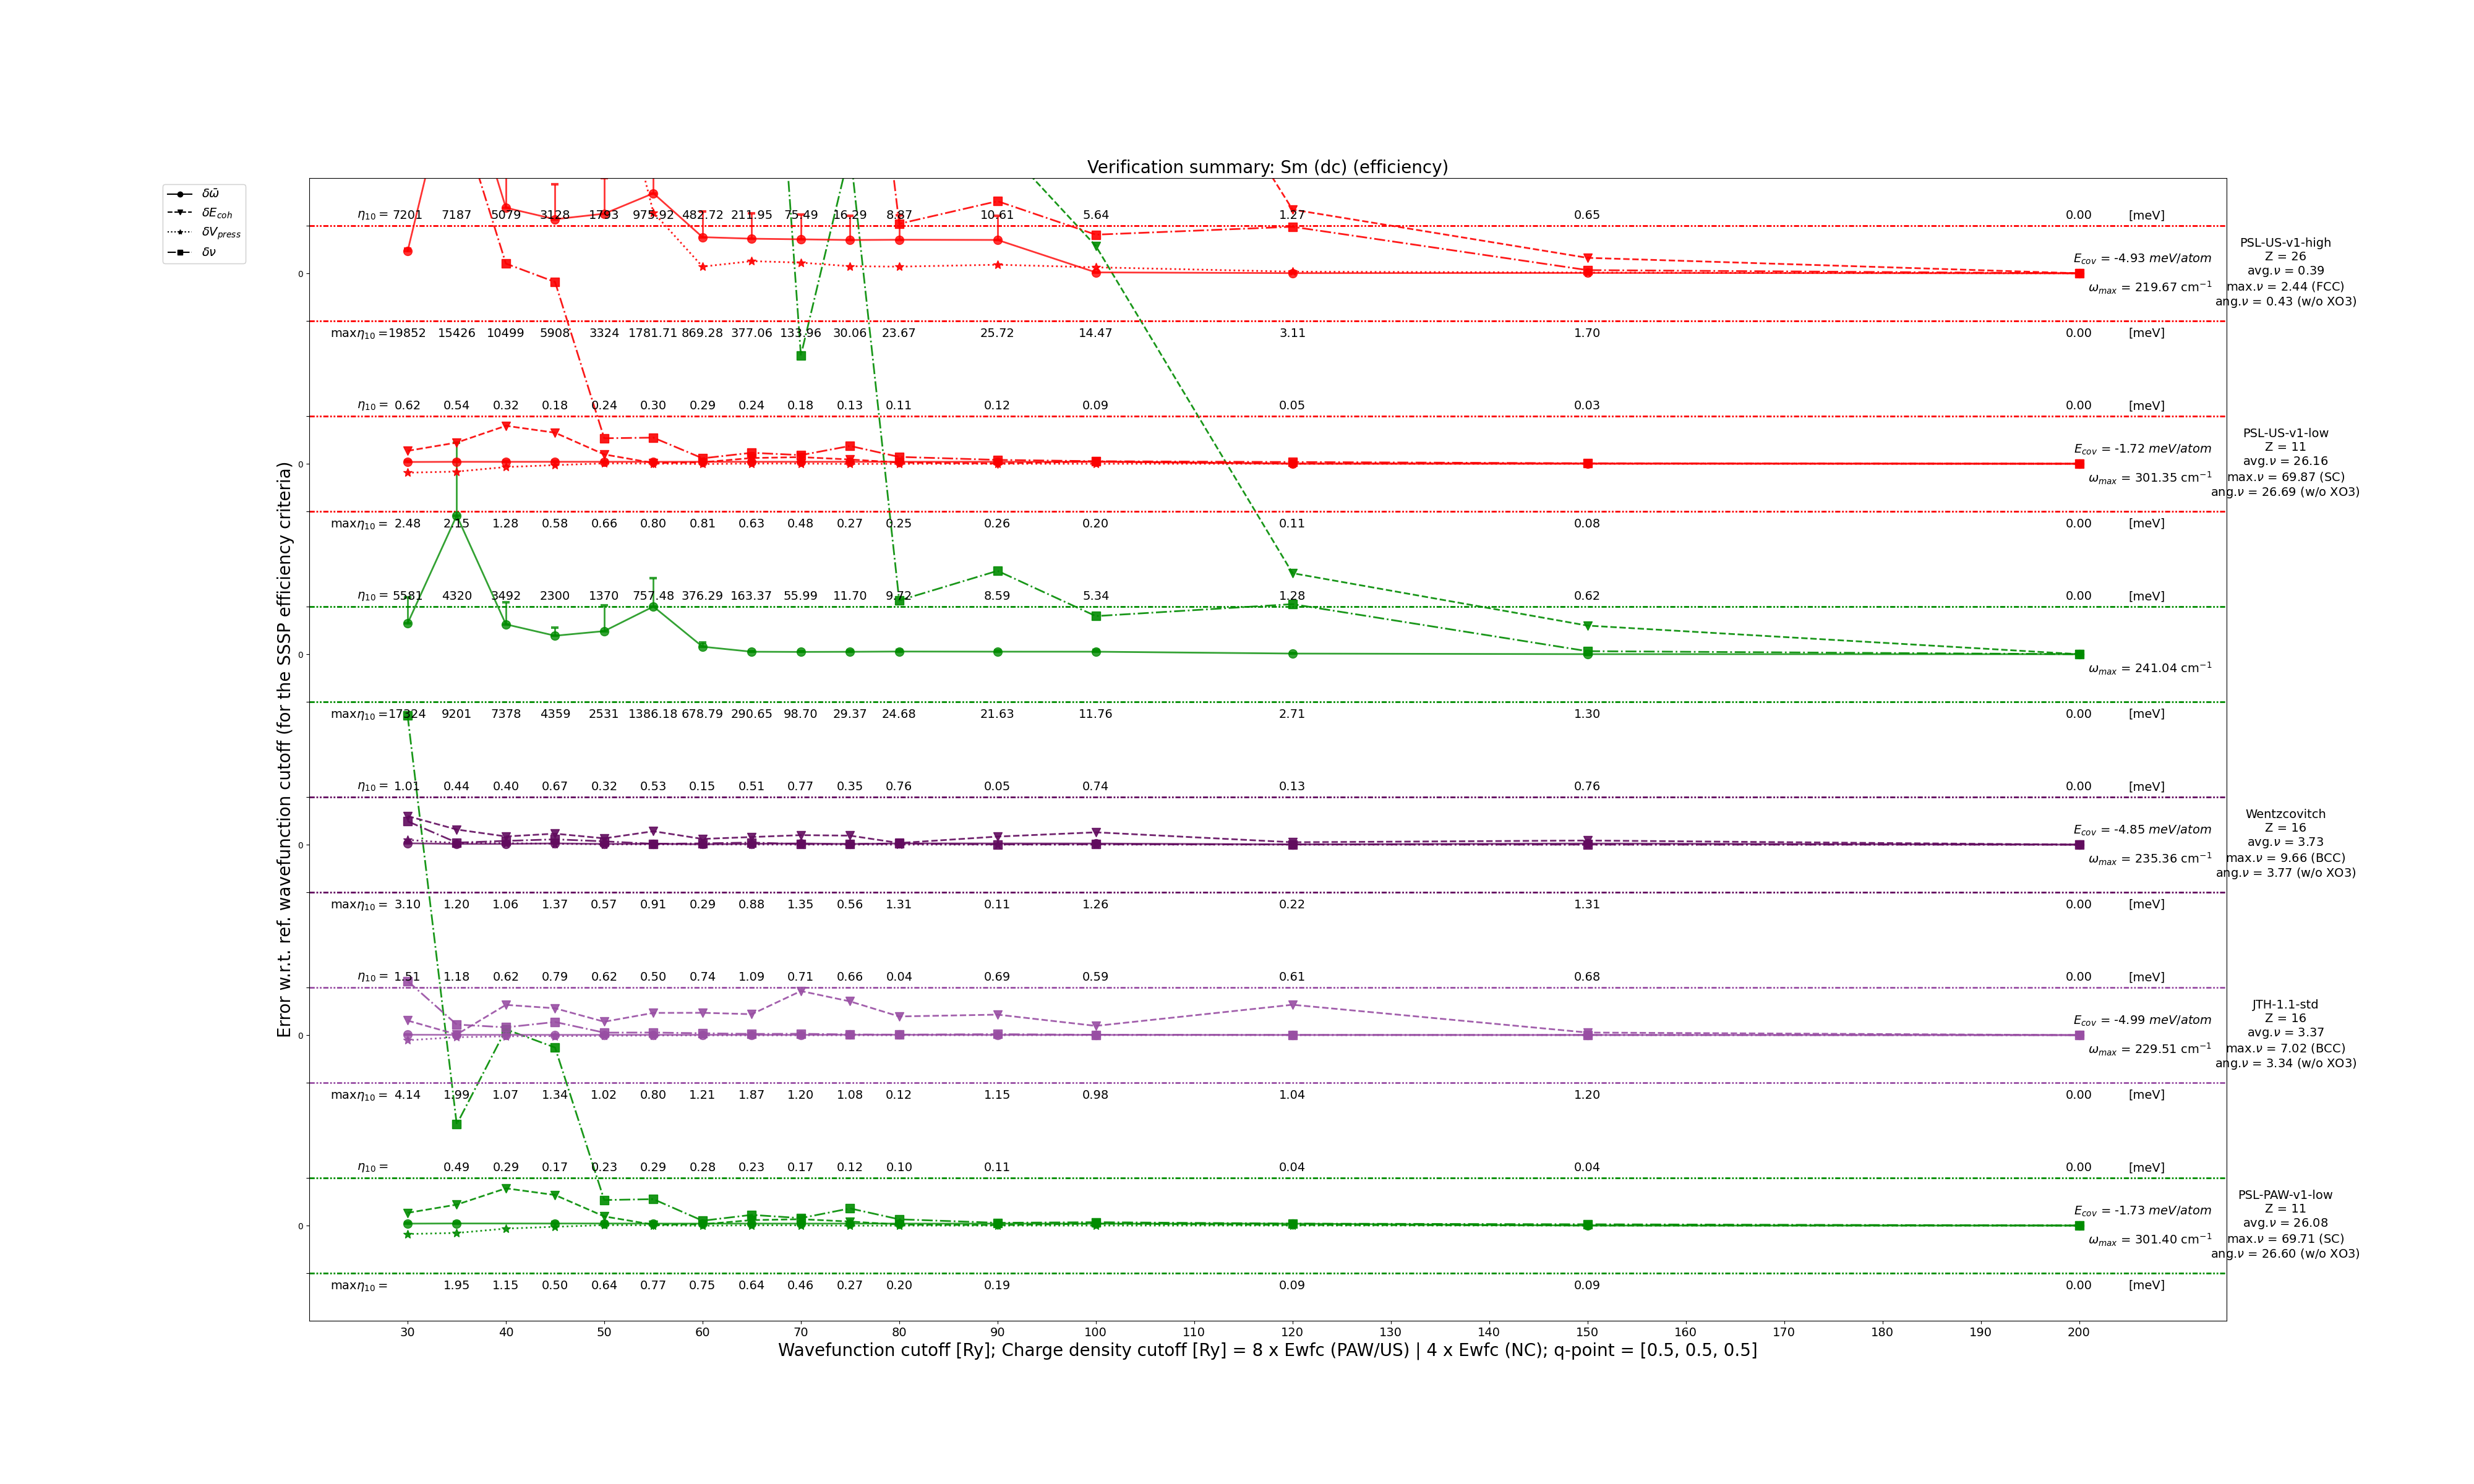 Verification summary: Sm (dc) (efficiency)
δω̄
δE_coh
δV_press
δν
Error w.r.t. ref. wavefunction cutoff (for the SSSP efficiency criteria)
η₁₀ = 7201 7187 5079 3128 1793 975.92 482.72 211.95 75.49 16.29 8.87 10.61 5.64 1.27 0.65 0.00 [meV]
PSL-US-v1-high
Z = 26
avg.ν = 0.39
max.ν = 2.44 (FCC)
ang.ν = 0.43 (w/o XO3)
E_cov = -4.93 meV/atom
0
ω_max = 219.67 cm⁻¹
maxη₁₀ = 19852 15426 10499 5908 3324 1781.71 869.28 377.06 133.96 30.06 23.67 25.72 14.47 3.11 1.70 0.00 [meV]
η₁₀ = 0.62 0.54 0.32 0.18 0.24 0.30 0.29 0.24 0.18 0.13 0.11 0.12 0.09 0.05 0.03 0.00 [meV]
PSL-US-v1-low
Z = 11
avg.ν = 26.16
max.ν = 69.87 (SC)
ang.ν = 26.69 (w/o XO3)
E_cov = -1.72 meV/atom
0
ω_max = 301.35 cm⁻¹
maxη₁₀ = 2.48 2.15 1.28 0.58 0.66 0.80 0.81 0.63 0.48 0.27 0.25 0.26 0.20 0.11 0.08 0.00 [meV]
η₁₀ = 5581 4320 3492 2300 1370 757.48 376.29 163.37 55.99 11.70 9.72 8.59 5.34 1.28 0.62 0.00 [meV]
0
ω_max = 241.04 cm⁻¹
maxη₁₀ = 17324 9201 7378 4359 2531 1386.18 678.79 290.65 98.70 29.37 24.68 21.63 11.76 2.71 1.30 0.00 [meV]
η₁₀ = 1.01 0.44 0.40 0.67 0.32 0.53 0.15 0.51 0.77 0.35 0.76 0.05 0.74 0.13 0.76 0.00 [meV]
Wentzcovitch
Z = 16
avg.ν = 3.73
max.ν = 9.66 (BCC)
ang.ν = 3.77 (w/o XO3)
E_cov = -4.85 meV/atom
0
ω_max = 235.36 cm⁻¹
maxη₁₀ = 3.10 1.20 1.06 1.37 0.57 0.91 0.29 0.88 1.35 0.56 1.31 0.11 1.26 0.22 1.31 0.00 [meV]
η₁₀ = 1.51 1.18 0.62 0.79 0.62 0.50 0.74 1.09 0.71 0.66 0.04 0.69 0.59 0.61 0.68 0.00 [meV]
JTH-1.1-std
Z = 16
avg.ν = 3.37
max.ν = 7.02 (BCC)
ang.ν = 3.34 (w/o XO3)
E_cov = -4.99 meV/atom
0
ω_max = 229.51 cm⁻¹
maxη₁₀ = 4.14 1.99 1.07 1.34 1.02 0.80 1.21 1.87 1.20 1.08 0.12 1.15 0.98 1.04 1.20 0.00 [meV]
η₁₀ = 0.49 0.29 0.17 0.23 0.29 0.28 0.23 0.17 0.12 0.10 0.11 0.04 0.04 0.00 [meV]
PSL-PAW-v1-low
Z = 11
avg.ν = 26.08
max.ν = 69.71 (SC)
ang.ν = 26.60 (w/o XO3)
E_cov = -1.73 meV/atom
0
ω_max = 301.40 cm⁻¹
maxη₁₀ = 1.95 1.15 0.50 0.64 0.77 0.75 0.64 0.46 0.27 0.20 0.19 0.09 0.09 0.00 [meV]
30 40 50 60 70 80 90 100 110 120 130 140 150 160 170 180 190 200
Wavefunction cutoff [Ry]; Charge density cutoff [Ry] = 8 x Ewfc (PAW/US) | 4 x Ewfc (NC); q-point = [0.5, 0.5, 0.5]